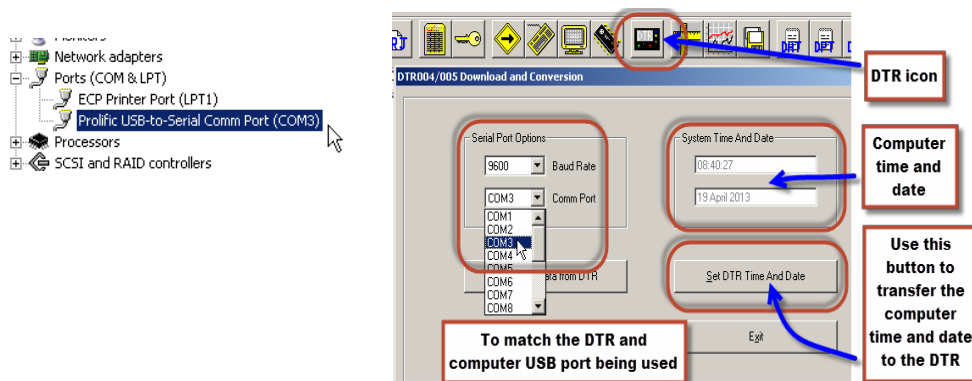 Monitors
Network adapters
Ports (COM & LPT)
ECP Printer Port (LPT1)
Prolific USB-to-Serial Comm Port (COM3)
Processors
SCSI and RAID controllers
DTR icon
DTR004/005 Download and Conversion
Serial Port Options
9600
Baud Rate
COM3
Comm Port
COM1
COM2
COM3
COM4
COM5
COM6
COM7
COM8
ata from DTR
System Time And Date
08:40:27
19 April 2013
Computer
time and
date
Set DTR Time And Date
Exit
Use this
button to
transfer the
computer
time and date
to the DTR
To match the DTR and
computer USB port being used